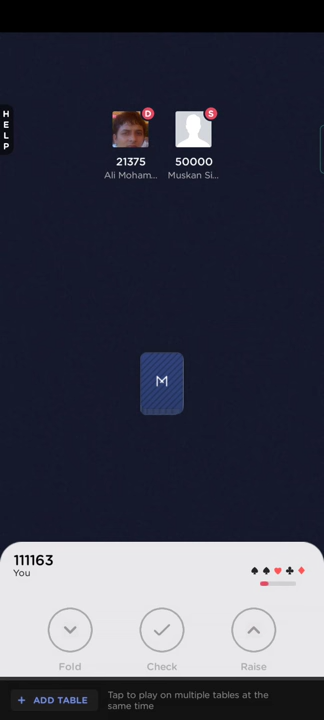 HELP
D
S
21375
50000
Ali Moham...
Muskan Si...
M
111163
You
Fold
Check
Raise
+ ADD TABLE
Tap to play on multiple tables at the
same time